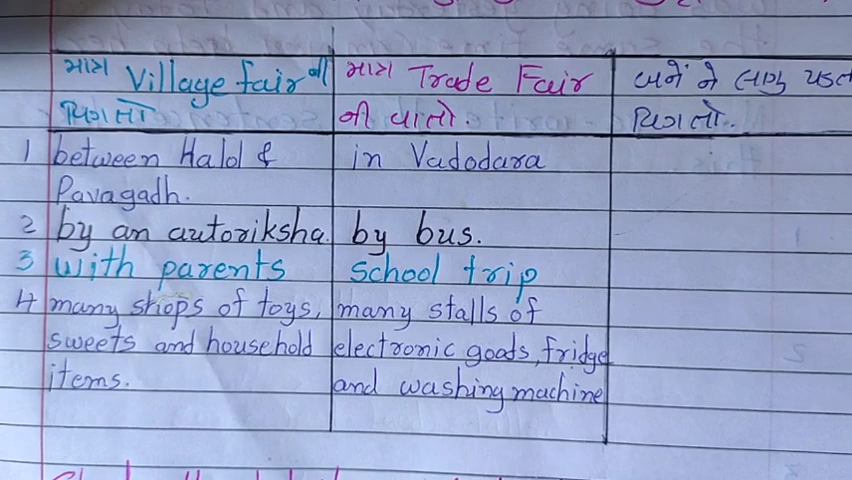 માત્ર Village fair ની માત્ર Trade Fair બંને ને લાગુ પડત
વિગતો ની વાતો. વિગતો..
1 between Halol & in Vadodara
Pavagadh.
2 by an autoriksha. by bus.
3 with parents school trip
4 many shops of toys, many stalls of
sweets and household electronic goods, fridge
items. and washing machine